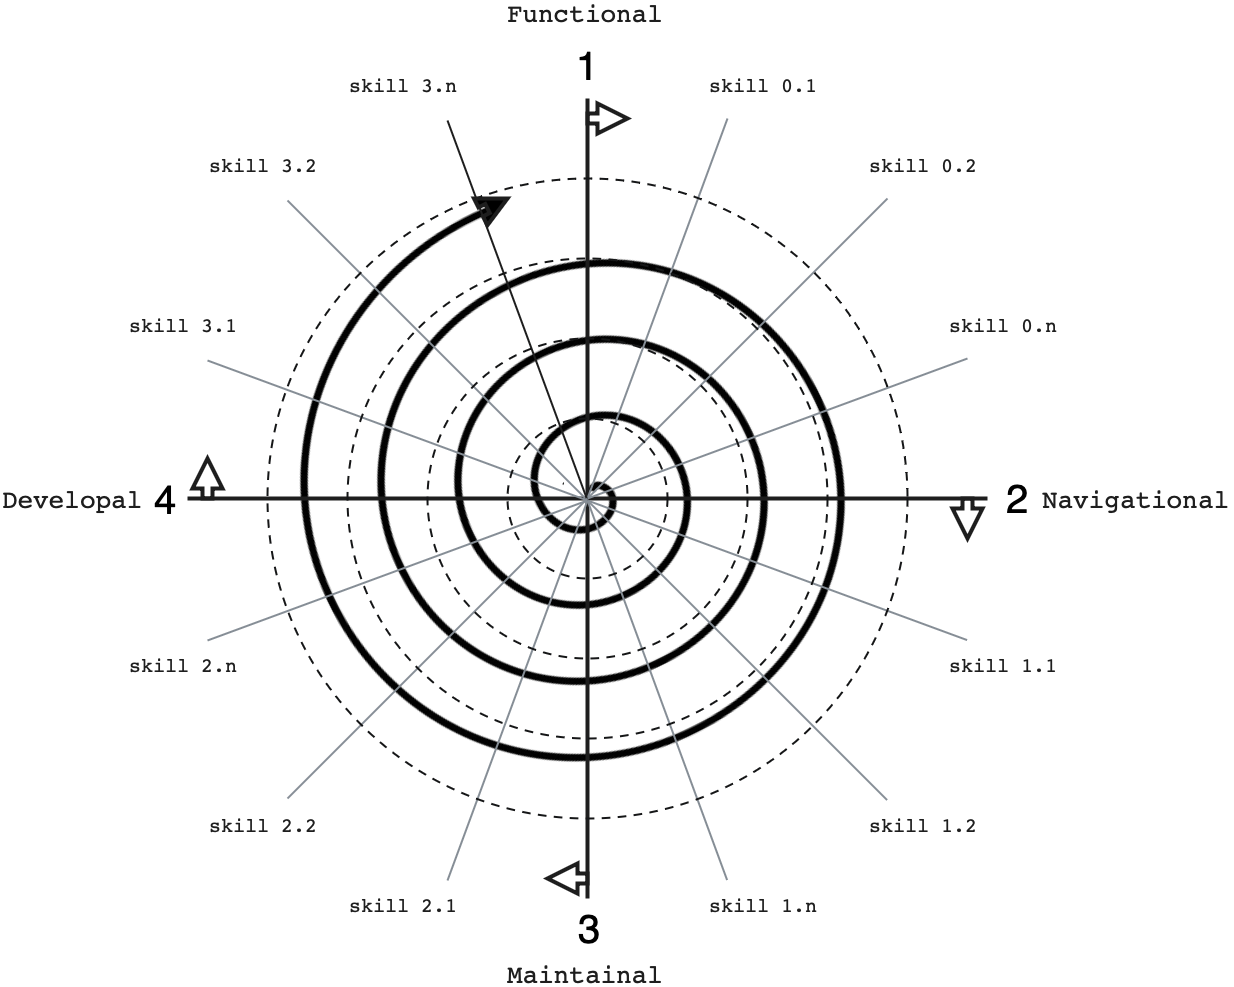 Functional
1
skill 3.n
skill 0.1
skill 3.2
skill 0.2
skill 3.1
skill 0.n
Developal 4
2 Navigational
skill 2.n
skill 1.1
skill 2.2
skill 1.2
skill 2.1
skill 1.n
3
Maintainal